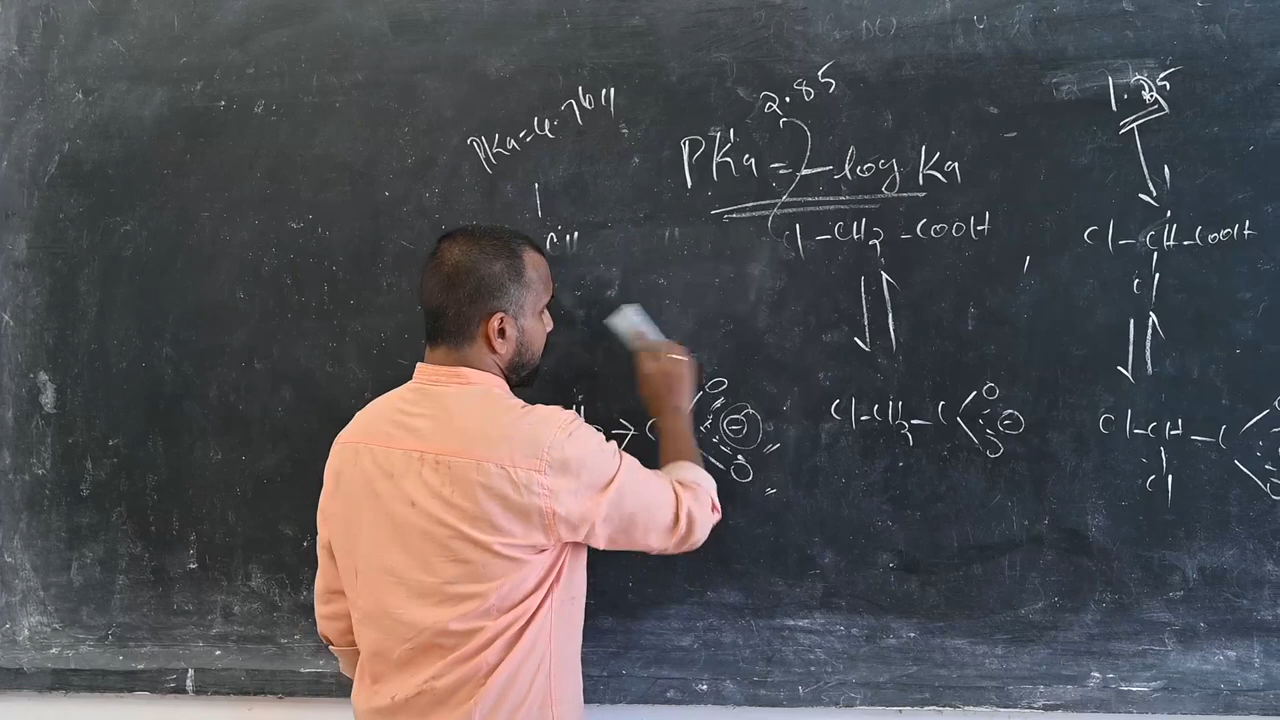 2.85
1.25
PKa=4.764
PKa = -log Ka
Cl-CH2-COOH
Cl-CH-COOH
Cl
O
Cl-CH2-C
O
⊖
O
Cl-CH-C
Cl